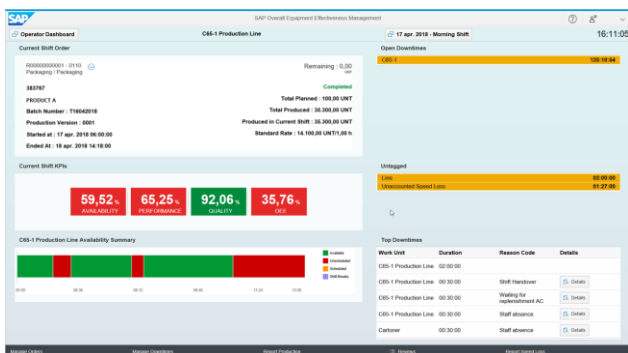 SAP
SAP Overall Equipment Effectiveness Management
Operator Dashboard
C65-1 Production Line
17 apr. 2018 - Morning Shift
16:11:05
Current Shift Order
R00000000001 - 0110
Packaging / Packaging
Remaining : 0,00
UNT
383767
Completed
PRODUCT A
Total Planned : 100,00 UNT
Batch Number : T16042018
Total Produced : 35.300,00 UNT
Production Version : 0001
Produced in Current Shift : 35.300,00 UNT
Started at : 17 apr. 2018 06:00:00
Standard Rate : 14.100,00 UNT/1,00 h
Ended At : 18 apr. 2018 14:18:00
Open Downtimes
C65-1
120:10:54
Current Shift KPIs
59,52 %
AVAILABILITY
65,25 %
PERFORMANCE
92,06 %
QUALITY
35,76 %
OEE
Untagged
Line
02:00:00
Unaccounted Speed Loss
01:27:00
C65-1 Production Line Availability Summary
Available
Unscheduled
Scheduled
Shift Breaks
Top Downtimes
Work Unit Duration Reason Code Details
C65-1 Production Line 02:00:00
C65-1 Production Line 00:30:00 Shift Handover Details
C65-1 Production Line 00:30:00 Waiting for replenishment AC Details
C65-1 Production Line 00:30:00 Staff absence Details
Cartoner 00:30:00 Staff absence Details
Manage Orders
Manage Downtimes
Report Production
Report Speed Loss